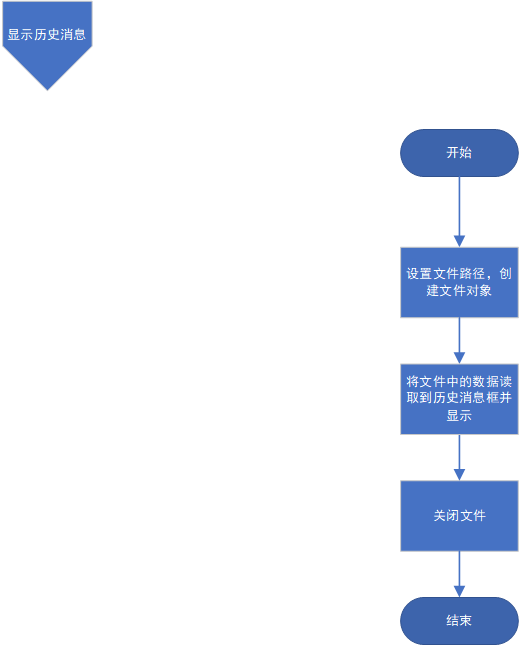 显示历史消息
开始
设置文件路径，创
建文件对象
将文件中的数据读
取到历史消息框并
显示
关闭文件
结束